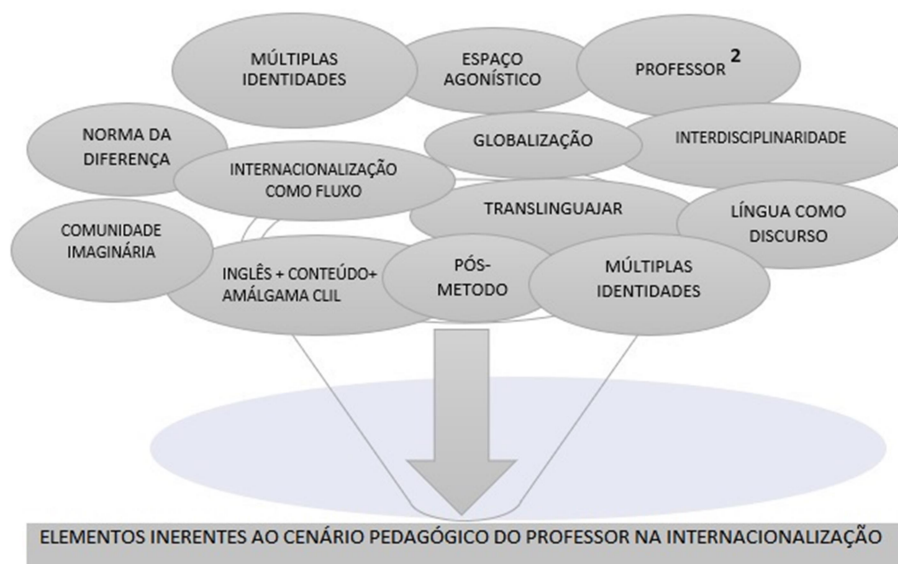 MÚLTIPLAS
IDENTIDADES
ESPAÇO
AGONÍSTICO
PROFESSOR 2
NORMA DA
DIFERENÇA
GLOBALIZAÇÃO
INTERDISCIPLINARIDADE
INTERNACIONALIZAÇÃO
COMO FLUXO
COMUNIDADE
IMAGINÁRIA
TRANSLINGUAJAR
LÍNGUA COMO
DISCURSO
INGLÊS + CONTEÚDO+
AMÁLGAMA CLIL
PÓS-
METODO
MÚLTIPLAS
IDENTIDADES
ELEMENTOS INERENTES AO CENÁRIO PEDAGÓGICO DO PROFESSOR NA INTERNACIONALIZAÇÃO